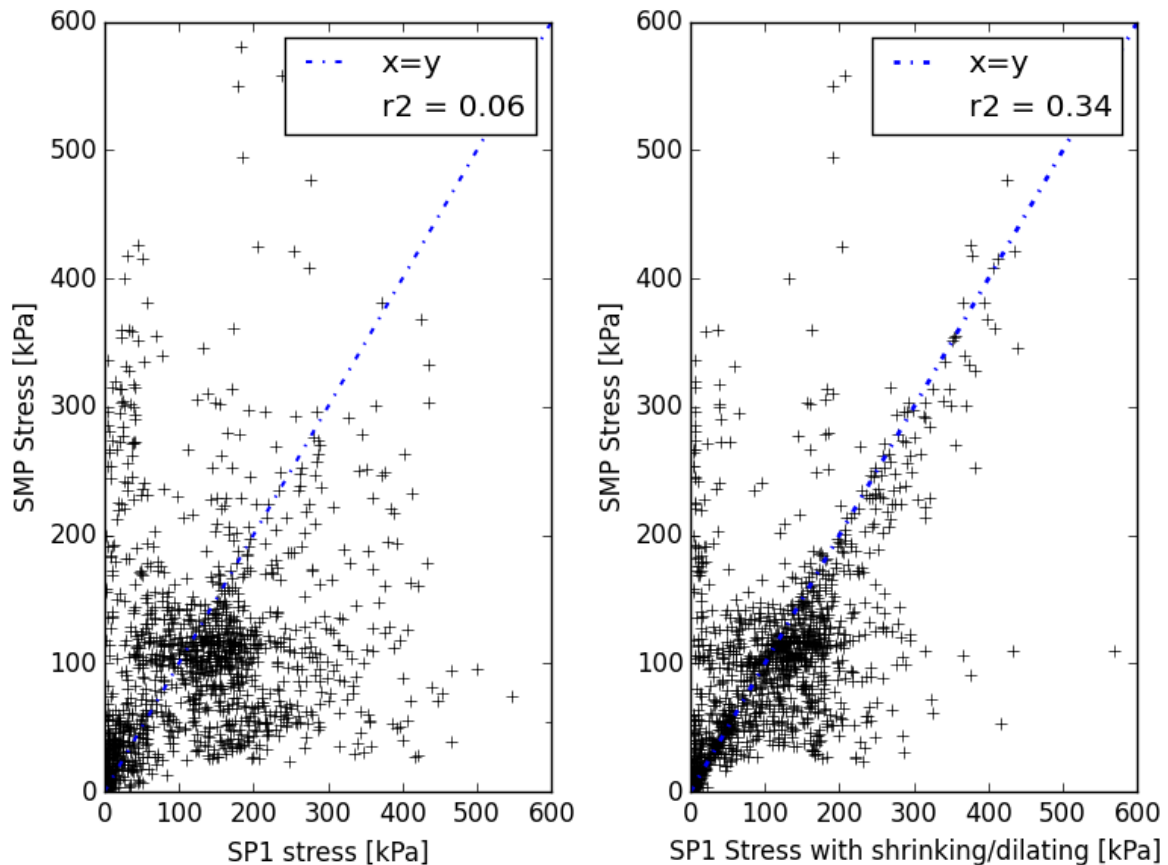 600
500
400
300
200
100
0
SMP Stress [kPa]
x=y
r2 = 0.06
0 100 200 300 400 500 600
SP1 stress [kPa]
600
500
400
300
200
100
0
SMP Stress [kPa]
x=y
r2 = 0.34
0 100 200 300 400 500 600
SP1 Stress with shrinking/dilating [kPa]